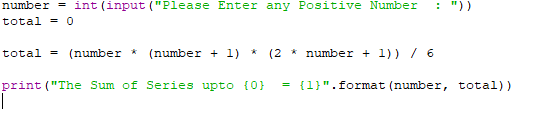 number = int(input("Please Enter any Positive Number  : "))
total = 0
total = (number * (number + 1) * (2 * number + 1)) / 6
print("The Sum of Series upto {0}  = {1}".format(number, total))